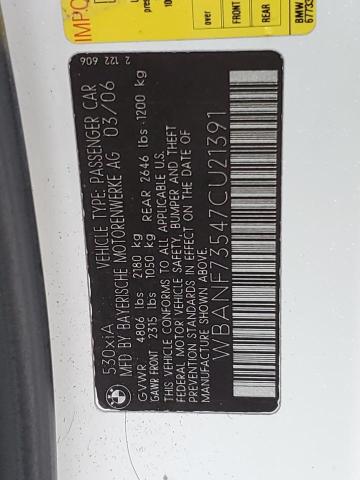 530xiA VEHICLE TYPE: PASSENGER CAR
MFD BY BAYERISCHE MOTORENWERKE AG 03/06
GVWR 4806 lbs 2180 kg
GAWR FRONT 2315 lbs 1050 kg REAR 2646 lbs - 1200 kg
THIS VEHICLE CONFORMS TO ALL APPLICABLE U.S.
FEDERAL MOTOR VEHICLE SAFETY, BUMPER AND THEFT
PREVENTION STANDARDS IN EFFECT ON THE DATE OF
MANUFACTURE SHOWN ABOVE.
WBANF73547CU21391
2 122 606
over
FRONT
REAR
BMW